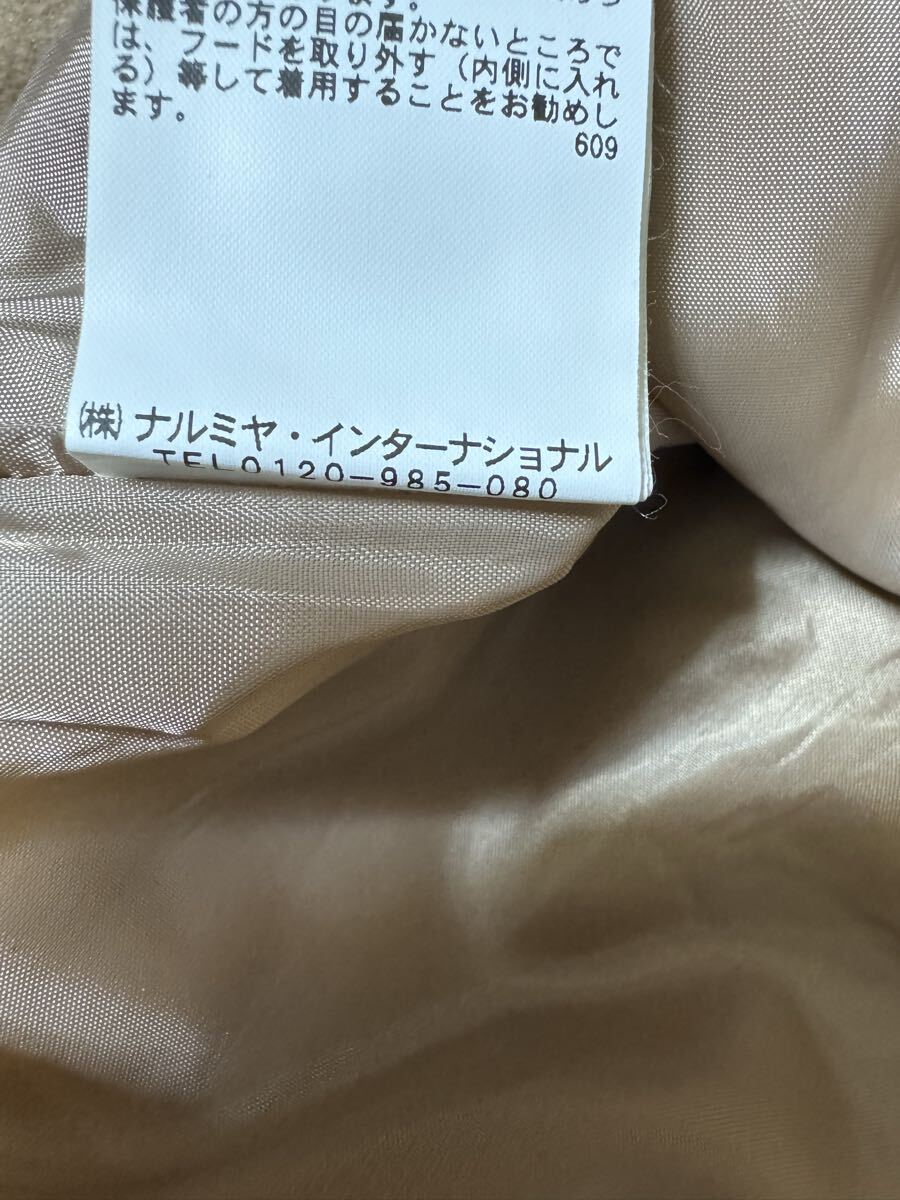 ます。
保護者の方の目の届かないところで
は、フードを取り外す（内側に入れ
る）等して着用することをお勧めし
ます。
609
㈱ナルミヤ・インターナショナル
TEL0120-985-080